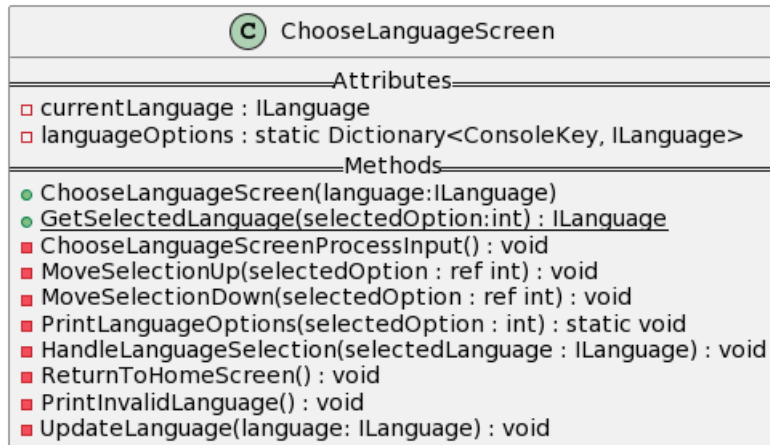 C ChooseLanguageScreen
Attributes
currentLanguage : ILanguage
languageOptions : static Dictionary<ConsoleKey, ILanguage>
Methods
ChooseLanguageScreen(language:ILanguage)
GetSelectedLanguage(selectedOption:int) : ILanguage
ChooseLanguageScreenProcessInput() : void
MoveSelectionUp(selectedOption : ref int) : void
MoveSelectionDown(selectedOption : ref int) : void
PrintLanguageOptions(selectedOption : int) : static void
HandleLanguageSelection(selectedLanguage : ILanguage) : void
ReturnToHomeScreen() : void
PrintInvalidLanguage() : void
UpdateLanguage(language: ILanguage) : void